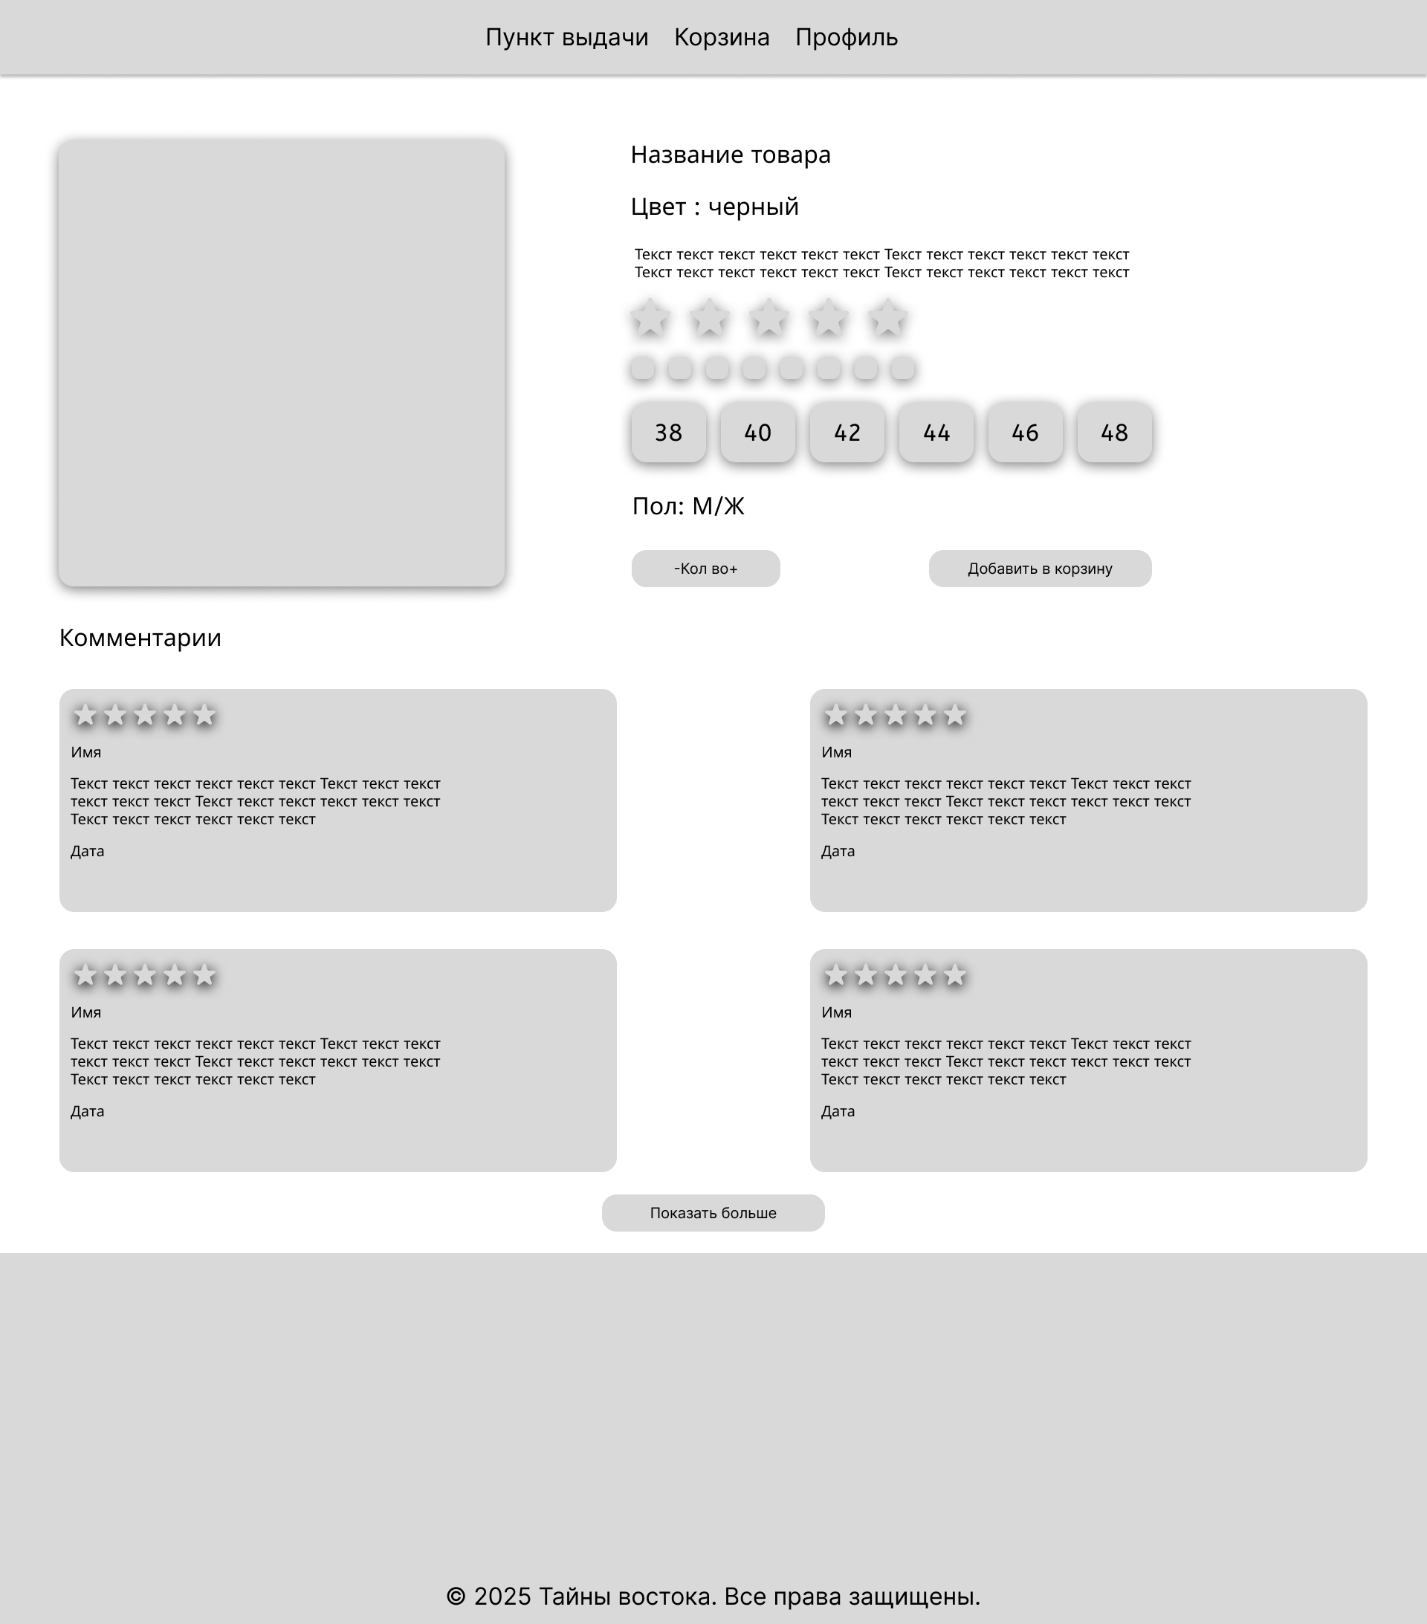 Пункт выдачи Корзина Профиль
Название товара
Цвет : черный
Текст текст текст текст текст текст Текст текст текст текст текст текст
Текст текст текст текст текст текст Текст текст текст текст текст текст
38 40 42 44 46 48
Пол: М/Ж
-Кол во+ Добавить в корзину
Комментарии
Имя
Текст текст текст текст текст текст Текст текст текст
текст текст текст Текст текст текст текст текст текст
Текст текст текст текст текст текст
Дата
Имя
Текст текст текст текст текст текст Текст текст текст
текст текст текст Текст текст текст текст текст текст
Текст текст текст текст текст текст
Дата
Имя
Текст текст текст текст текст текст Текст текст текст
текст текст текст Текст текст текст текст текст текст
Текст текст текст текст текст текст
Дата
Имя
Текст текст текст текст текст текст Текст текст текст
текст текст текст Текст текст текст текст текст текст
Текст текст текст текст текст текст
Дата
Показать больше
© 2025 Тайны востока. Все права защищены.